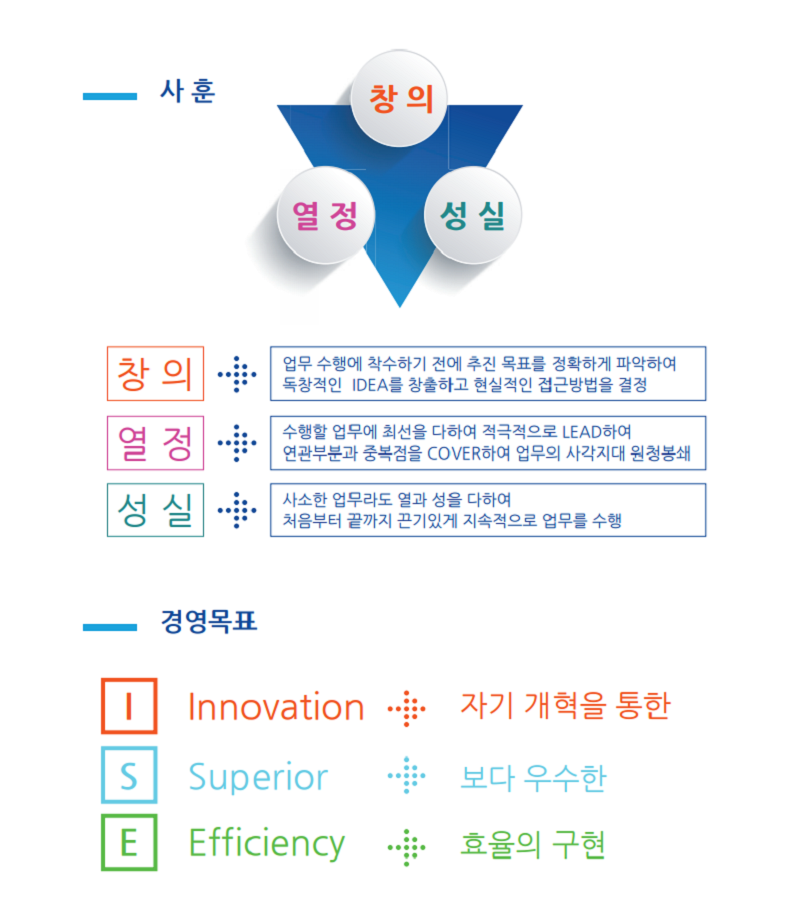 사 훈
창 의
열 정
성 실
창 의
업무 수행에 착수하기 전에 추진 목표를 정확하게 파악하여
독창적인 IDEA를 창출하고 현실적인 접근방법을 결정
열 정
수행할 업무에 최선을 다하여 적극적으로 LEAD하여
연관부분과 중복점을 COVER하여 업무의 사각지대 원청봉쇄
성 실
사소한 업무라도 열과 성을 다하여
처음부터 끝까지 끈기있게 지속적으로 업무를 수행
경영목표
I Innovation 자기 개혁을 통한
S Superior 보다 우수한
E Efficiency 효율의 구현